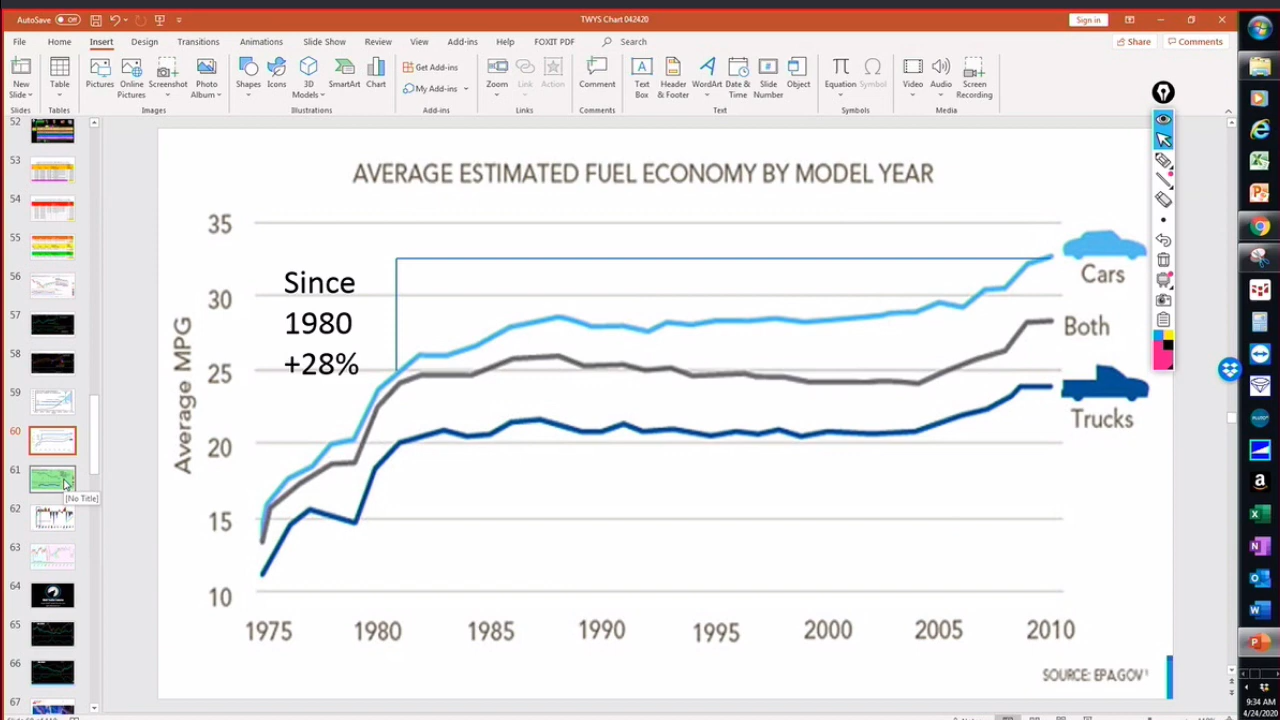 AutoSave Off
TWYS Chart 042420
Sign in
File Home Insert Design Transitions Animations Slide Show Review View Add-ins Help FOXIT PDF Search Share Comments
New Slide
Table
Pictures
Online Pictures
Screenshot
Photo Album
Shapes
Icons
3D Models
SmartArt
Chart
Get Add-ins
My Add-ins
Zoom
Link
Comment
Text Box
Header & Footer
WordArt
Date & Time
Slide Number
Object
Equation
Symbol
Video
Audio
Screen Recording
Slides Tables Images Illustrations Add-ins Links Comments Text Symbols Media
52
53
54
55
56
57
58
59
60
61
[No Title]
62
63
64
65
66
67
AVERAGE ESTIMATED FUEL ECONOMY BY MODEL YEAR
Average MPG
35
30
25
20
15
10
Since
1980
+28%
Cars
Both
Trucks
1975 1980 1985 1990 1995 2000 2005 2010
SOURCE: EPA.GOV
9:34 AM
4/24/2020